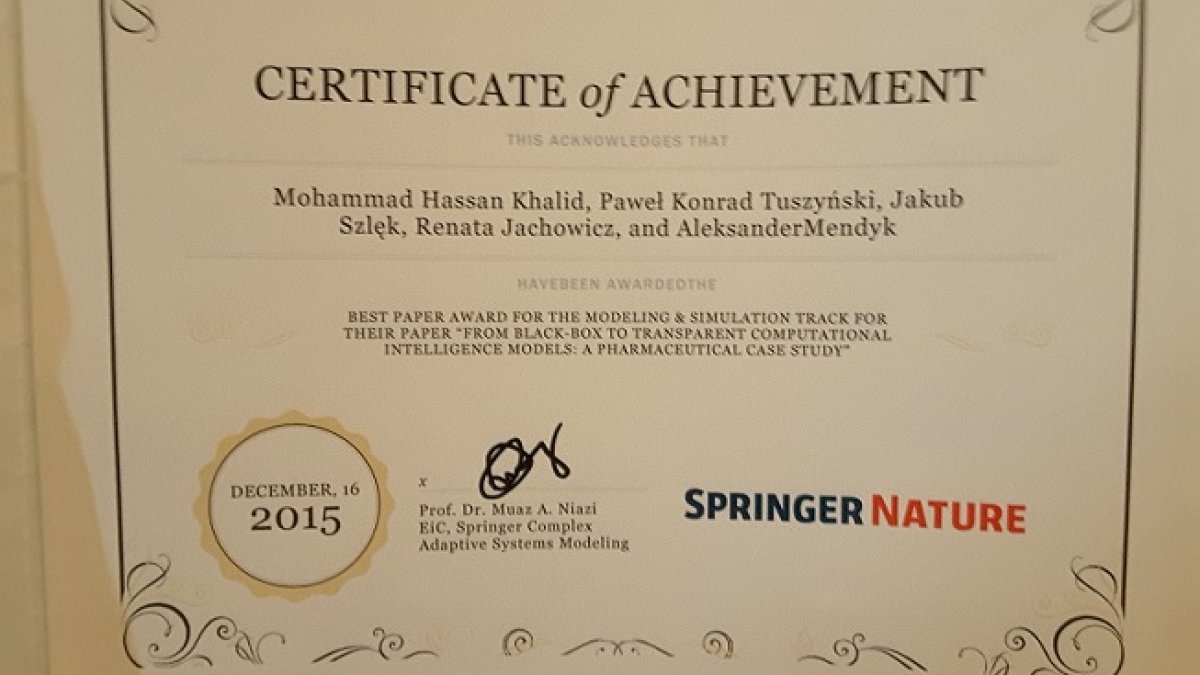 CERTIFICATE of ACHIEVEMENT
THIS ACKNOWLEDGES THAT
Mohammad Hassan Khalid, Paweł Konrad Tuszyński, Jakub
Szlęk, Renata Jachowicz, and AleksanderMendyk
HAVEBEEN AWARDEDTHE
BEST PAPER AWARD FOR THE MODELING & SIMULATION TRACK FOR
THEIR PAPER "FROM BLACK-BOX TO TRANSPARENT COMPUTATIONAL
INTELLIGENCE MODELS: A PHARMACEUTICAL CASE STUDY"
DECEMBER, 16
2015
x
Prof. Dr. Muaz A. Niazi
EiC, Springer Complex
Adaptive Systems Modeling
SPRINGER NATURE